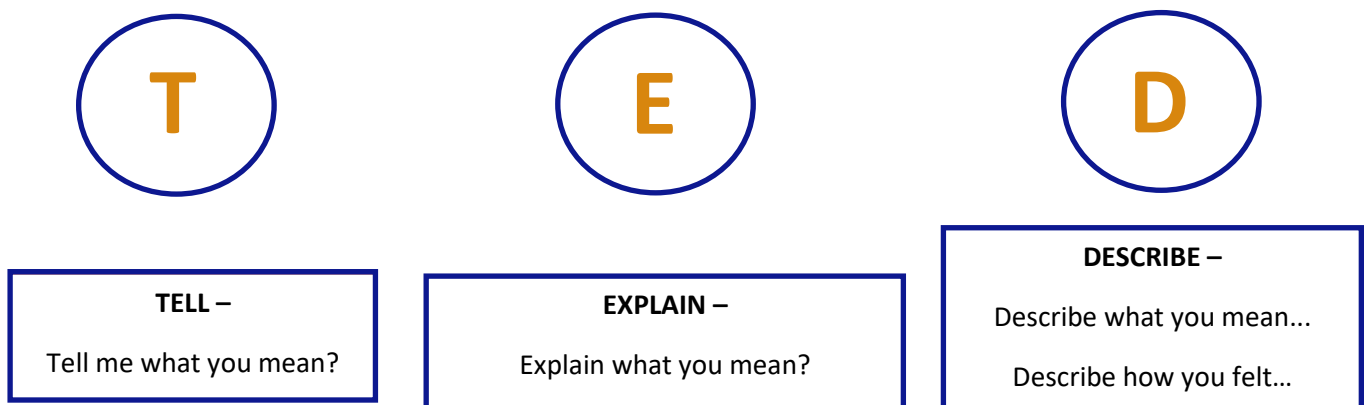 T
E
D
TELL –
Tell me what you mean?
EXPLAIN –
Explain what you mean?
DESCRIBE –
Describe what you mean...
Describe how you felt…